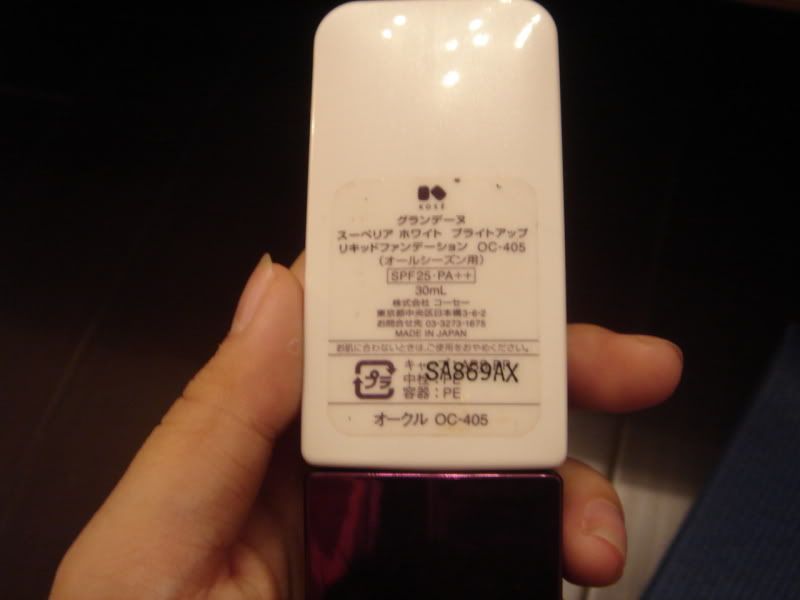 KOSÉ
グランデーヌ
スーペリア ホワイト ブライトアップ
リキッドファンデーション OC-405
(オールシーズン用)
SPF25・PA++
30mL
株式会社 コーセー
東京都中央区日本橋3-6-2
お問合せ先 03-3273-1675
MADE IN JAPAN
お肌に合わないときは、ご使用をおやめください。
SA869AX
プラ
中栓:PE
容器:PE
オークル OC-405